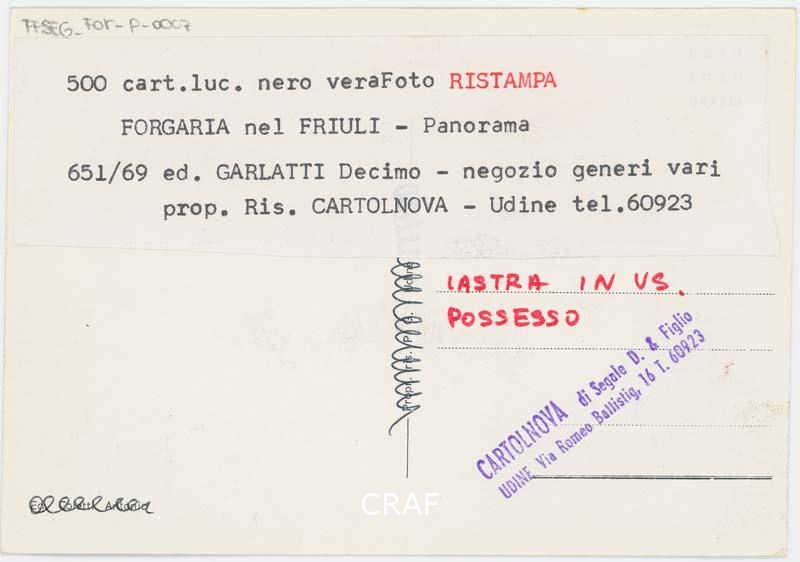 FFSEG_For-P-0007
500 cart.luc. nero veraFoto RISTAMPA
FORGARIA nel FRIULI - Panorama
651/69 ed. GARLATTI Decimo - negozio generi vari
prop. Ris. CARTOLNOVA - Udine tel.60923
LASTRA IN VS.
POSSESSO
CARTOLNOVA di Segale D. & Figlio
UDINE Via Romeo Ballistig, 16 T. 60923
CRAF